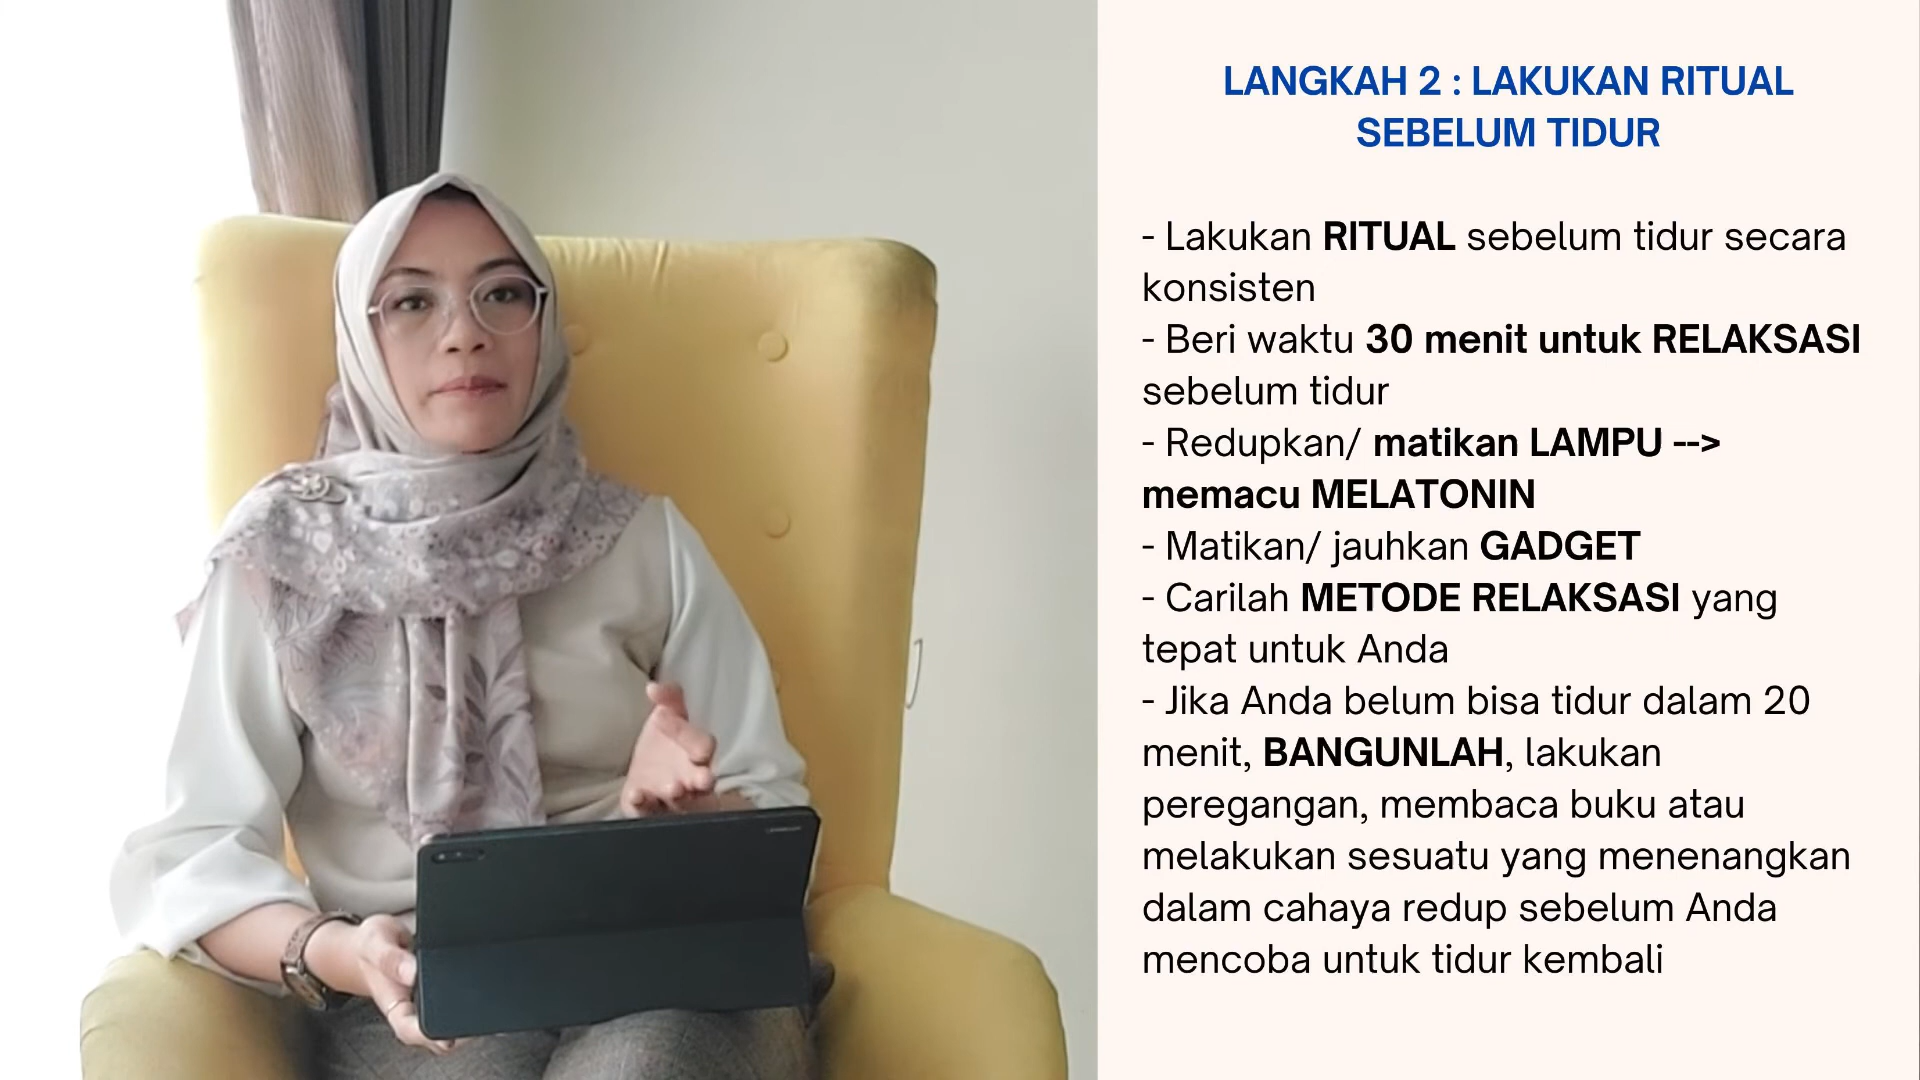 LANGKAH 2 : LAKUKAN RITUAL
SEBELUM TIDUR
- Lakukan RITUAL sebelum tidur secara
konsisten
- Beri waktu 30 menit untuk RELAKSASI
sebelum tidur
- Redupkan/ matikan LAMPU -->
memacu MELATONIN
- Matikan/ jauhkan GADGET
- Carilah METODE RELAKSASI yang
tepat untuk Anda
- Jika Anda belum bisa tidur dalam 20
menit, BANGUNLAH, lakukan
peregangan, membaca buku atau
melakukan sesuatu yang menenangkan
dalam cahaya redup sebelum Anda
mencoba untuk tidur kembali